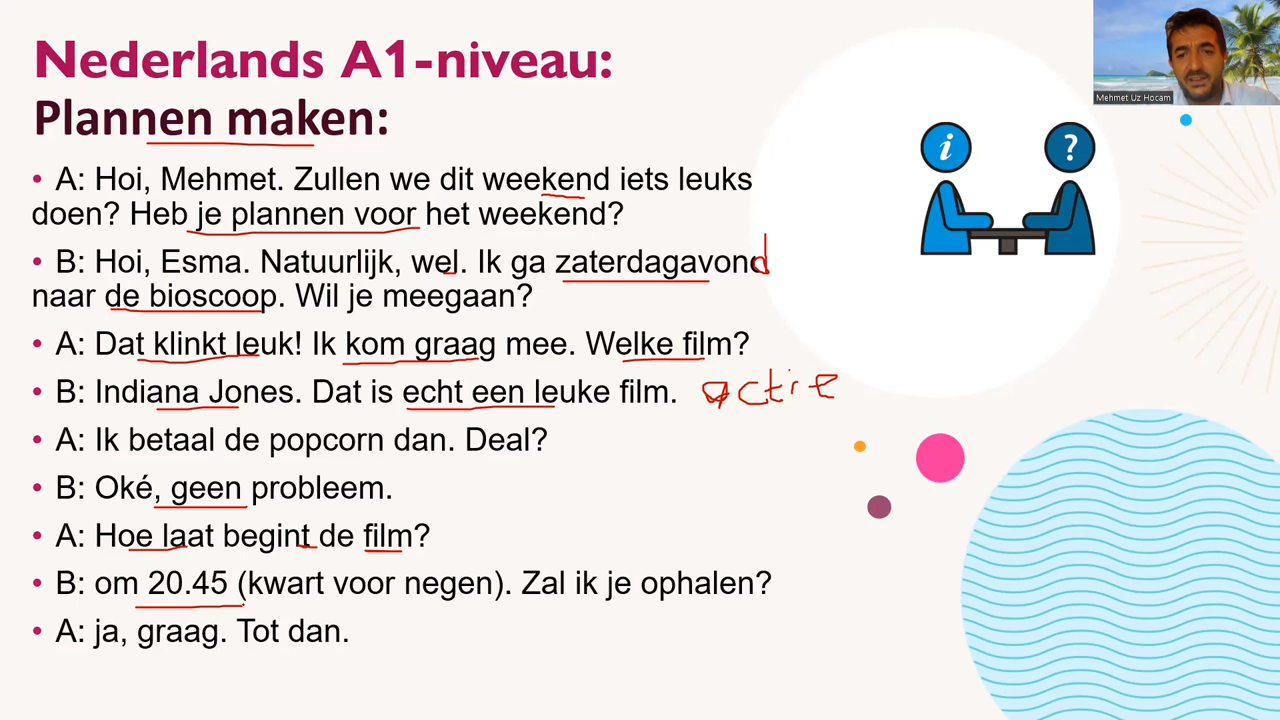 Nederlands A1-niveau:
Plannen maken:
• A: Hoi, Mehmet. Zullen we dit weekend iets leuks
doen? Heb je plannen voor het weekend?
• B: Hoi, Esma. Natuurlijk, wel. Ik ga zaterdagavond
naar de bioscoop. Wil je meegaan?
• A: Dat klinkt leuk! Ik kom graag mee. Welke film?
• B: Indiana Jones. Dat is echt een leuke film. actie
• A: Ik betaal de popcorn dan. Deal?
• B: Oké, geen probleem.
• A: Hoe laat begint de film?
• B: om 20.45 (kwart voor negen). Zal ik je ophalen?
• A: ja, graag. Tot dan.
i ?
Mehmet Uz Hocam